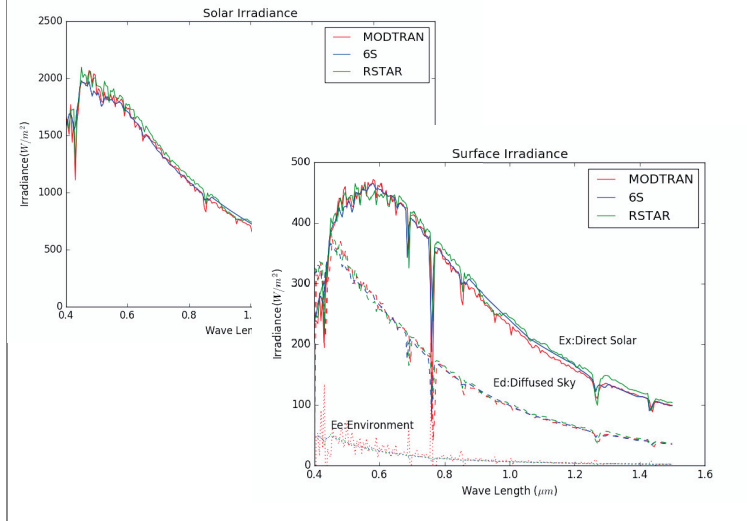 Solar Irradiance
MODTRAN
6S
RSTAR
2500
2000
1500
1000
500
0
Irradiance(W/m²)
0.4
0.6
0.8
1.
Wave Len
Surface Irradiance
MODTRAN
6S
RSTAR
500
400
300
200
100
0
Irradiance(W/m²)
Ex:Direct Solar
Ed:Diffused Sky
Ee:Environment
0.4
0.6
0.8
1.0
1.2
1.4
1.6
Wave Length (μm)